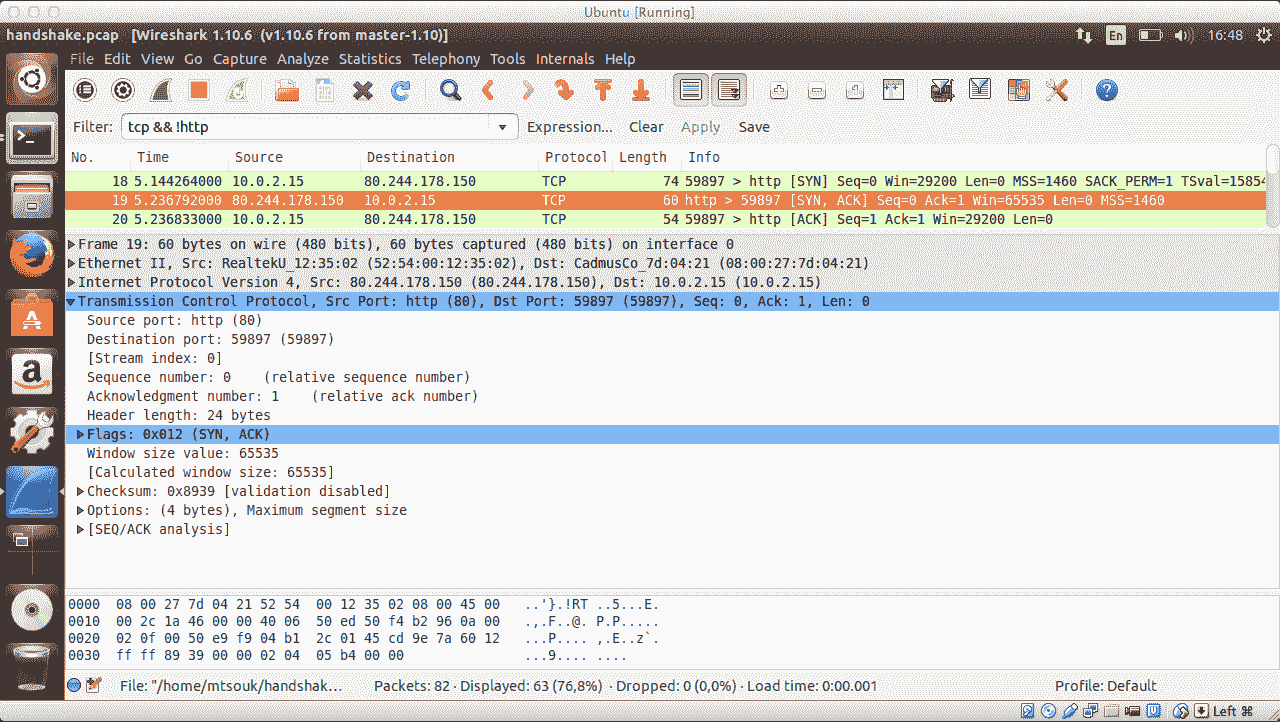 Ubuntu [Running]
handshake.pcap [Wireshark 1.10.6 (v1.10.6 from master-1.10)]
En
16:48
File Edit View Go Capture Analyze Statistics Telephony Tools Internals Help
Filter: tcp && !http Expression... Clear Apply Save
No. Time Source Destination Protocol Length Info
18 5.144264000 10.0.2.15 80.244.178.150 TCP 74 59897 > http [SYN] Seq=0 Win=29200 Len=0 MSS=1460 SACK_PERM=1 TSval=15854
19 5.236792000 80.244.178.150 10.0.2.15 TCP 60 http > 59897 [SYN, ACK] Seq=0 Ack=1 Win=65535 Len=0 MSS=1460
20 5.236833000 10.0.2.15 80.244.178.150 TCP 54 59897 > http [ACK] Seq=1 Ack=1 Win=29200 Len=0
Frame 19: 60 bytes on wire (480 bits), 60 bytes captured (480 bits) on interface 0
Ethernet II, Src: RealtekU_12:35:02 (52:54:00:12:35:02), Dst: CadmusCo_7d:04:21 (08:00:27:7d:04:21)
Internet Protocol Version 4, Src: 80.244.178.150 (80.244.178.150), Dst: 10.0.2.15 (10.0.2.15)
Transmission Control Protocol, Src Port: http (80), Dst Port: 59897 (59897), Seq: 0, Ack: 1, Len: 0
Source port: http (80)
Destination port: 59897 (59897)
[Stream index: 0]
Sequence number: 0 (relative sequence number)
Acknowledgment number: 1 (relative ack number)
Header length: 24 bytes
Flags: 0x012 (SYN, ACK)
Window size value: 65535
[Calculated window size: 65535]
Checksum: 0x8939 [validation disabled]
Options: (4 bytes), Maximum segment size
[SEQ/ACK analysis]
0000 08 00 27 7d 04 21 52 54 00 12 35 02 08 00 45 00 ..'}.!RT ..5...E.
0010 00 2c 1a 46 00 00 40 06 50 ed 50 f4 b2 96 0a 00 .,.F..@. P.P.....
0020 02 0f 00 50 e9 f9 04 b1 2c 01 45 cd 9e 7a 60 12 ...P.... ,.E..z`.
0030 ff ff 89 39 00 00 02 04 05 b4 00 00 ...9.... ....
File: "/home/mtsouk/handshak... Packets: 82 · Displayed: 63 (76,8%) · Dropped: 0 (0,0%) · Load time: 0:00.001 Profile: Default
Left ⌘